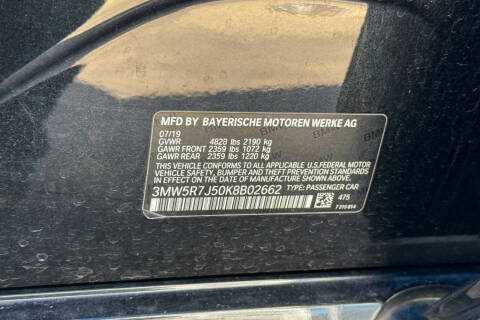 MFD BY BAYERISCHE MOTOREN WERKE AG
07/19
GVWR 4828 lbs 2190 kg
GAWR FRONT 2359 lbs 1072 kg
GAWR REAR 2359 lbs 1220 kg
THIS VEHICLE CONFORMS TO ALL APPLICABLE U.S.FEDERAL MOTOR
VEHICLE SAFETY, BUMPER AND THEFT PREVENTION STANDARDS
IN EFFECT ON THE DATE OF MANUFACTURE SHOWN ABOVE.
3MW5R7J50K8B02662 TYPE: PASSENGER CAR
475